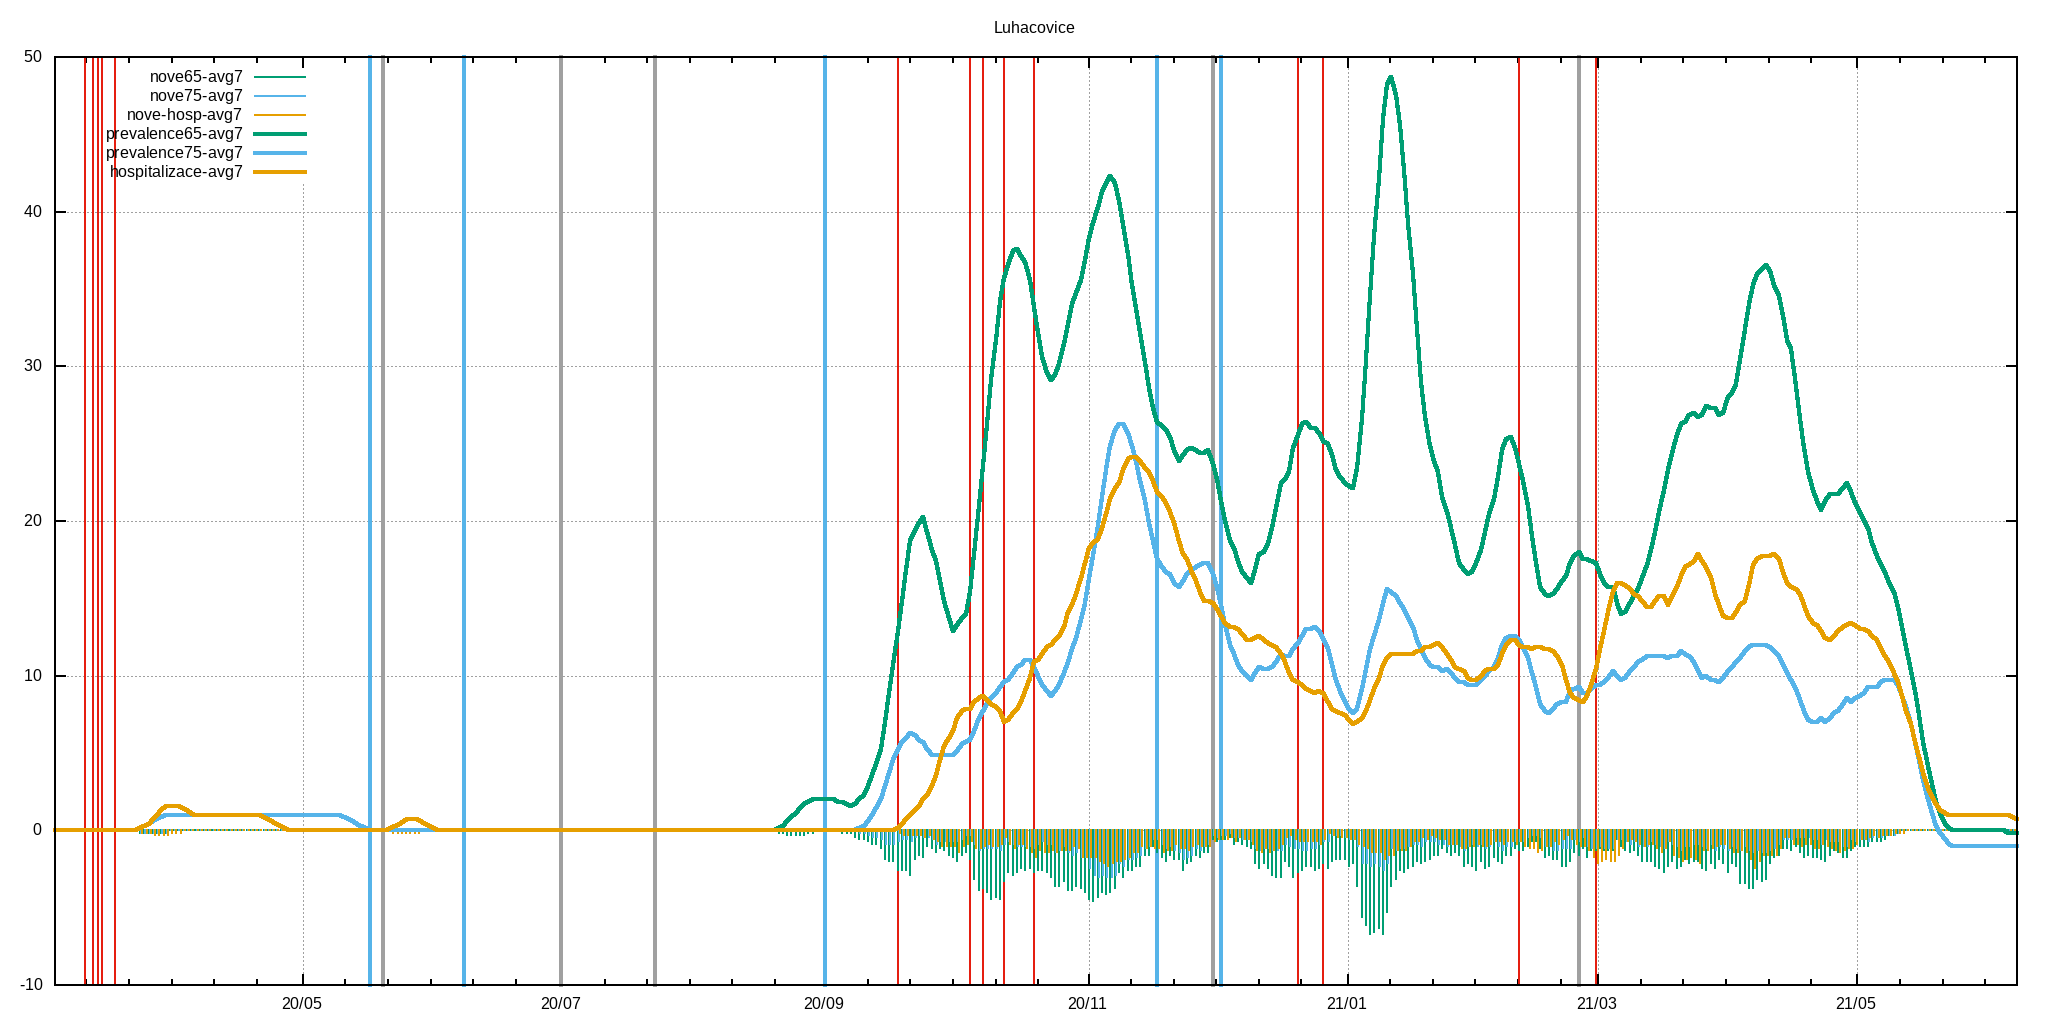 Luhacovice
50
nove65-avg7
nove75-avg7
nove-hosp-avg7
prevalence65-avg7
prevalence75-avg7
hospitalizace-avg7
40
30
20
10
0
-10
20/05
20/07
20/09
20/11
21/01
21/03
21/05